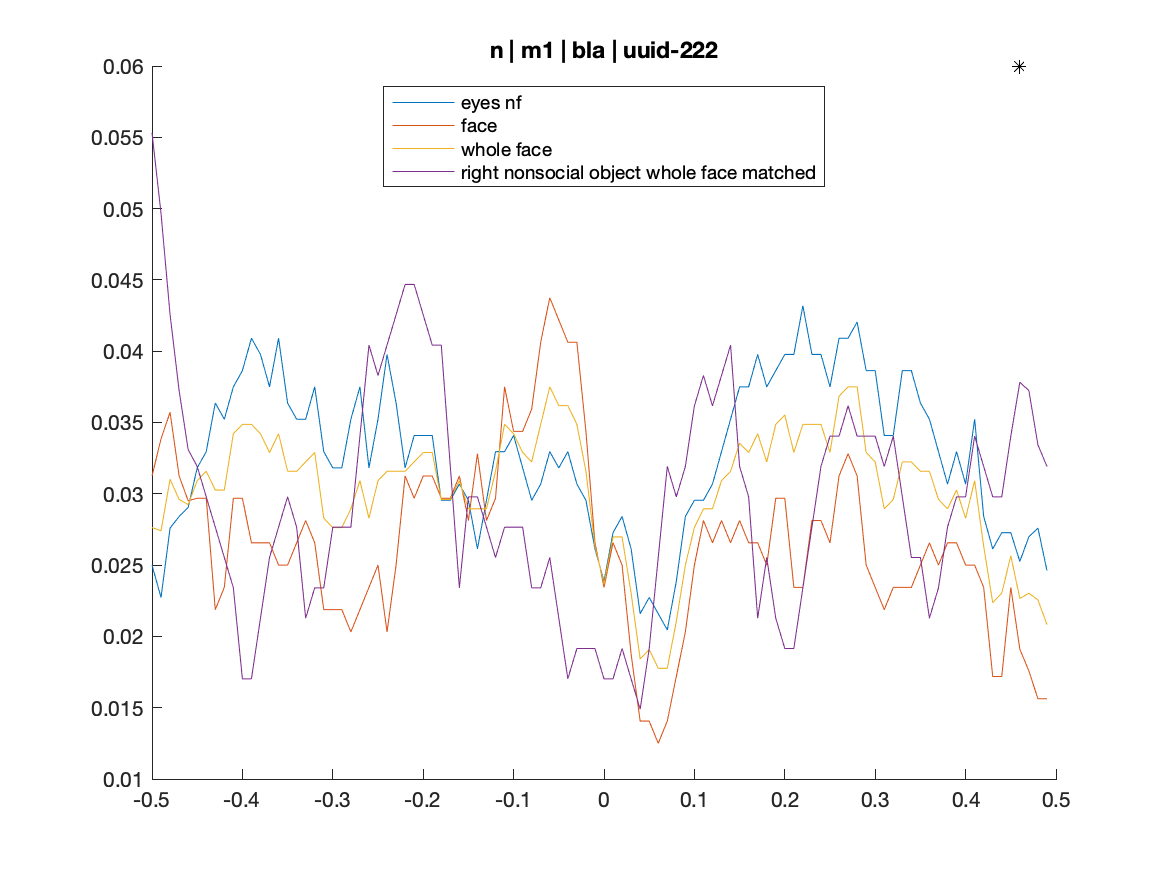 n | m1 | bla | uuid-222
0.06
0.055
0.05
0.045
0.04
0.035
0.03
0.025
0.02
0.015
0.01
eyes nf
face
whole face
right nonsocial object whole face matched
-0.5 -0.4 -0.3 -0.2 -0.1 0 0.1 0.2 0.3 0.4 0.5